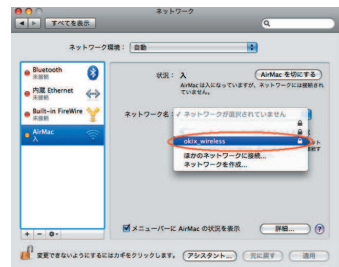 ネットワーク
すべてを表示
ネットワーク環境： 自動
Bluetooth
未接続
内蔵 Ethernet
未接続
Built-in FireWire
未接続
AirMac
入
状況： 入
AirMac を切にする
AirMac は入になっていますが、ネットワークには接続されていません。
ネットワーク名
✓ ネットワークが選択されていません
okix_wireless
ほかのネットワークに接続...
ネットワークを作成...
メニューバーに AirMac の状況を表示
詳細...
?
変更できないようにするにはカギをクリックします。
アシスタント...
元に戻す
適用